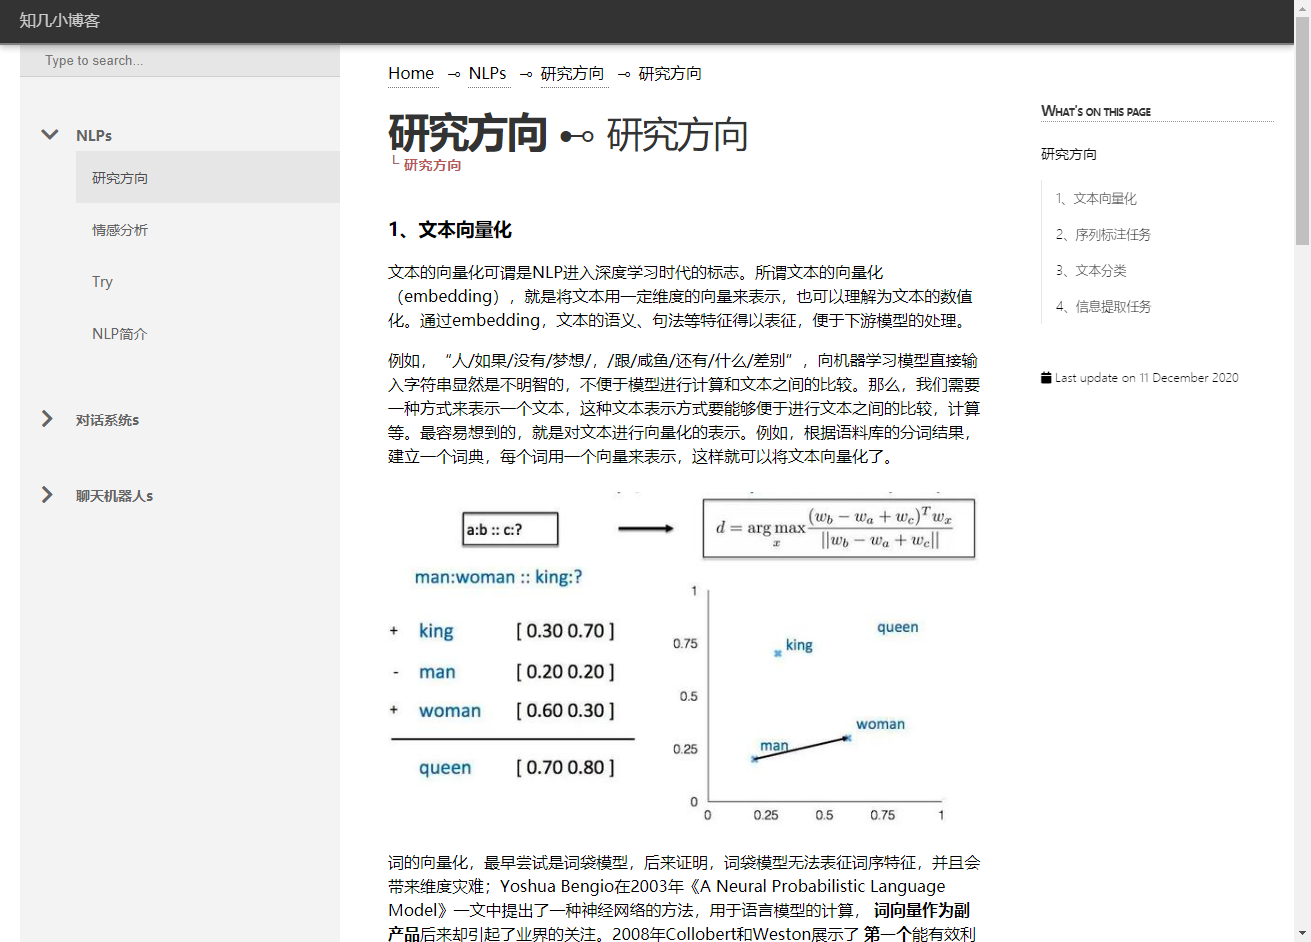 知几小博客
Type to search...
NLPs
研究方向
情感分析
Try
NLP简介
对话系统s
聊天机器人s
Home ⊸ NLPs ⊸ 研究方向 ⊸ 研究方向
研究方向 研究方向
└ 研究方向
1、文本向量化
文本的向量化可谓是NLP进入深度学习时代的标志。所谓文本的向量化
（embedding），就是将文本用一定维度的向量来表示，也可以理解为文本的数值
化。通过embedding，文本的语义、句法等特征得以表征，便于下游模型的处理。
例如，“人/如果/没有/梦想/，/跟/咸鱼/还有/什么/差别”，向机器学习模型直接输
入字符串显然是不明智的，不便于模型进行计算和文本之间的比较。那么，我们需要
一种方式来表示一个文本，这种文本表示方式要能够便于进行文本之间的比较，计算
等。最容易想到的，就是对文本进行向量化的表示。例如，根据语料库的分词结果，
建立一个词典，每个词用一个向量来表示，这样就可以将文本向量化了。
a:b :: c:?
d = arg max_x (w_b − w_a + w_c)^T w_x / ||w_b − w_a + w_c||
man:woman :: king:?
+ king [ 0.30 0.70 ]
- man [ 0.20 0.20 ]
+ woman [ 0.60 0.30 ]
queen [ 0.70 0.80 ]
1
0.75
0.5
0.25
0
0 0.25 0.5 0.75 1
king
queen
man
woman
词的向量化，最早尝试是词袋模型，后来证明，词袋模型无法表征词序特征，并且会
带来维度灾难；Yoshua Bengio在2003年《A Neural Probabilistic Language
Model》一文中提出了一种神经网络的方法，用于语言模型的计算， 词向量作为副
产品后来却引起了业界的关注。2008年Collobert和Weston展示了 第一个能有效利
What's on this page
研究方向
1、文本向量化
2、序列标注任务
3、文本分类
4、信息提取任务
Last update on 11 December 2020